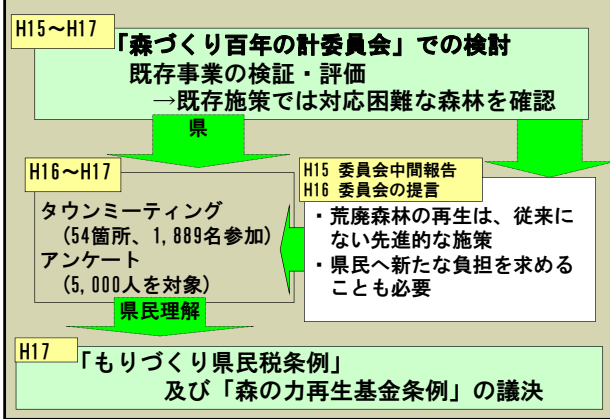 H15~H17
「森づくり百年の計委員会」での検討
既存事業の検証・評価
→既存施策では対応困難な森林を確認
県
H16~H17
タウンミーティング
(54箇所、1,889名参加)
アンケート
(5,000人を対象)
H15 委員会中間報告
H16 委員会の提言
・荒廃森林の再生は、従来に
ない先進的な施策
・県民へ新たな負担を求める
ことも必要
県民理解
H17
「もりづくり県民税条例」
及び「森の力再生基金条例」の議決